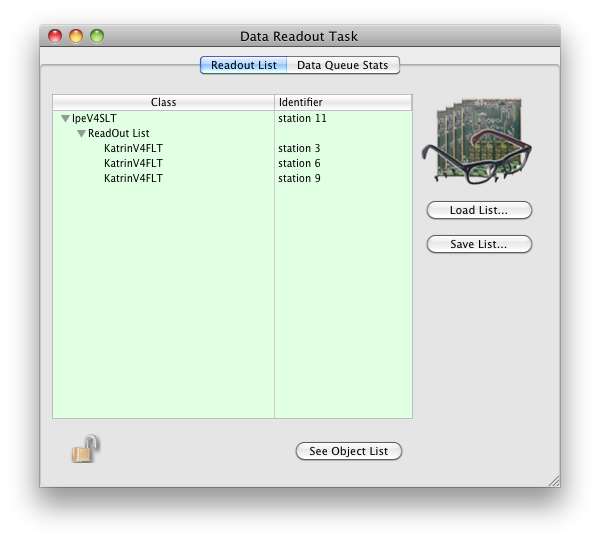 Data Readout Task
Readout List Data Queue Stats
Class Identifier
IpeV4SLT station 11
ReadOut List
KatrinV4FLT station 3
KatrinV4FLT station 6
KatrinV4FLT station 9
Load List...
Save List...
See Object List